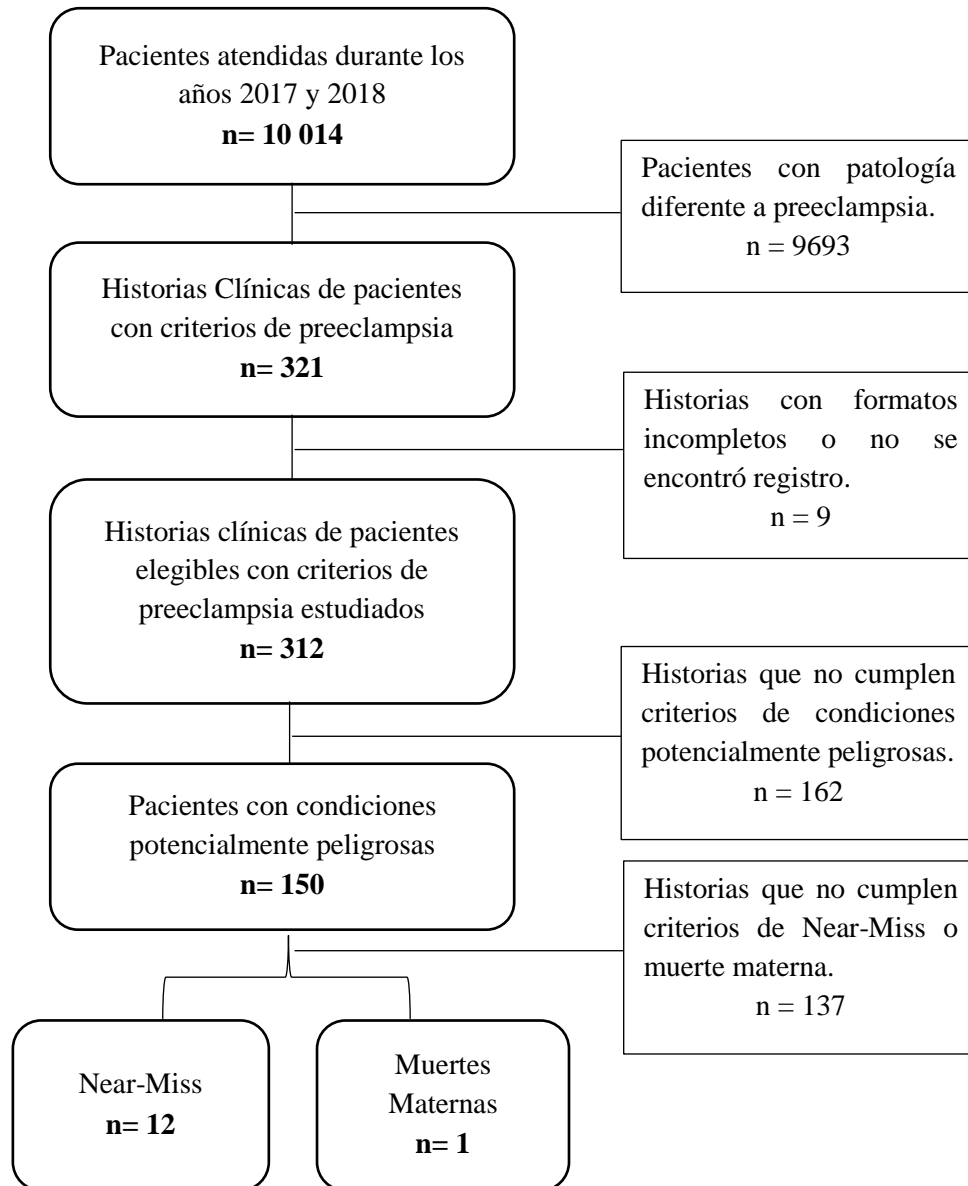 Pacientes atendidas durante los
años 2017 y 2018
n= 10 014
Pacientes con patología
diferente a preeclampsia.
n = 9693
Historias Clínicas de pacientes
con criterios de preeclampsia
n= 321
Historias con formatos
incompletos o no se
encontró registro.
n = 9
Historias clínicas de pacientes
elegibles con criterios de
preeclampsia estudiados
n= 312
Historias que no cumplen
criterios de condiciones
potencialmente peligrosas.
n = 162
Pacientes con condiciones
potencialmente peligrosas
n= 150
Historias que no cumplen
criterios de Near-Miss o
muerte materna.
n = 137
Near-Miss
n= 12
Muertes
Maternas
n= 1